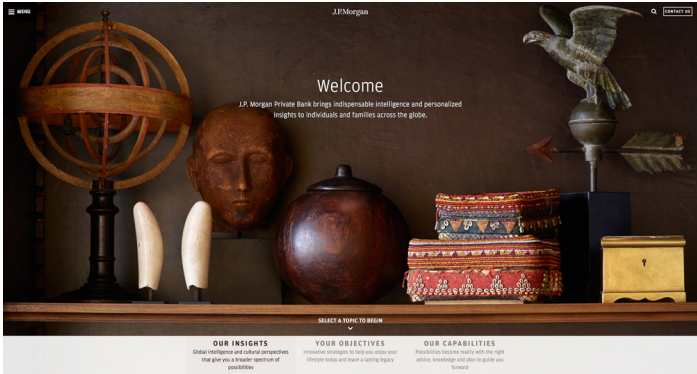 MENU
J.P.Morgan
CONTACT US
Welcome
J.P. Morgan Private Bank brings indispensable intelligence and personalized
insights to individuals and families across the globe.
SELECT A TOPIC TO BEGIN
OUR INSIGHTS
Global intelligence and cultural perspectives
that give you a broader spectrum of
possibilities
YOUR OBJECTIVES
Innovative strategies to help you enjoy your
lifestyle today and leave a lasting legacy
OUR CAPABILITIES
Possibilities become reality with the right
advice, knowledge and plan to guide you
forward